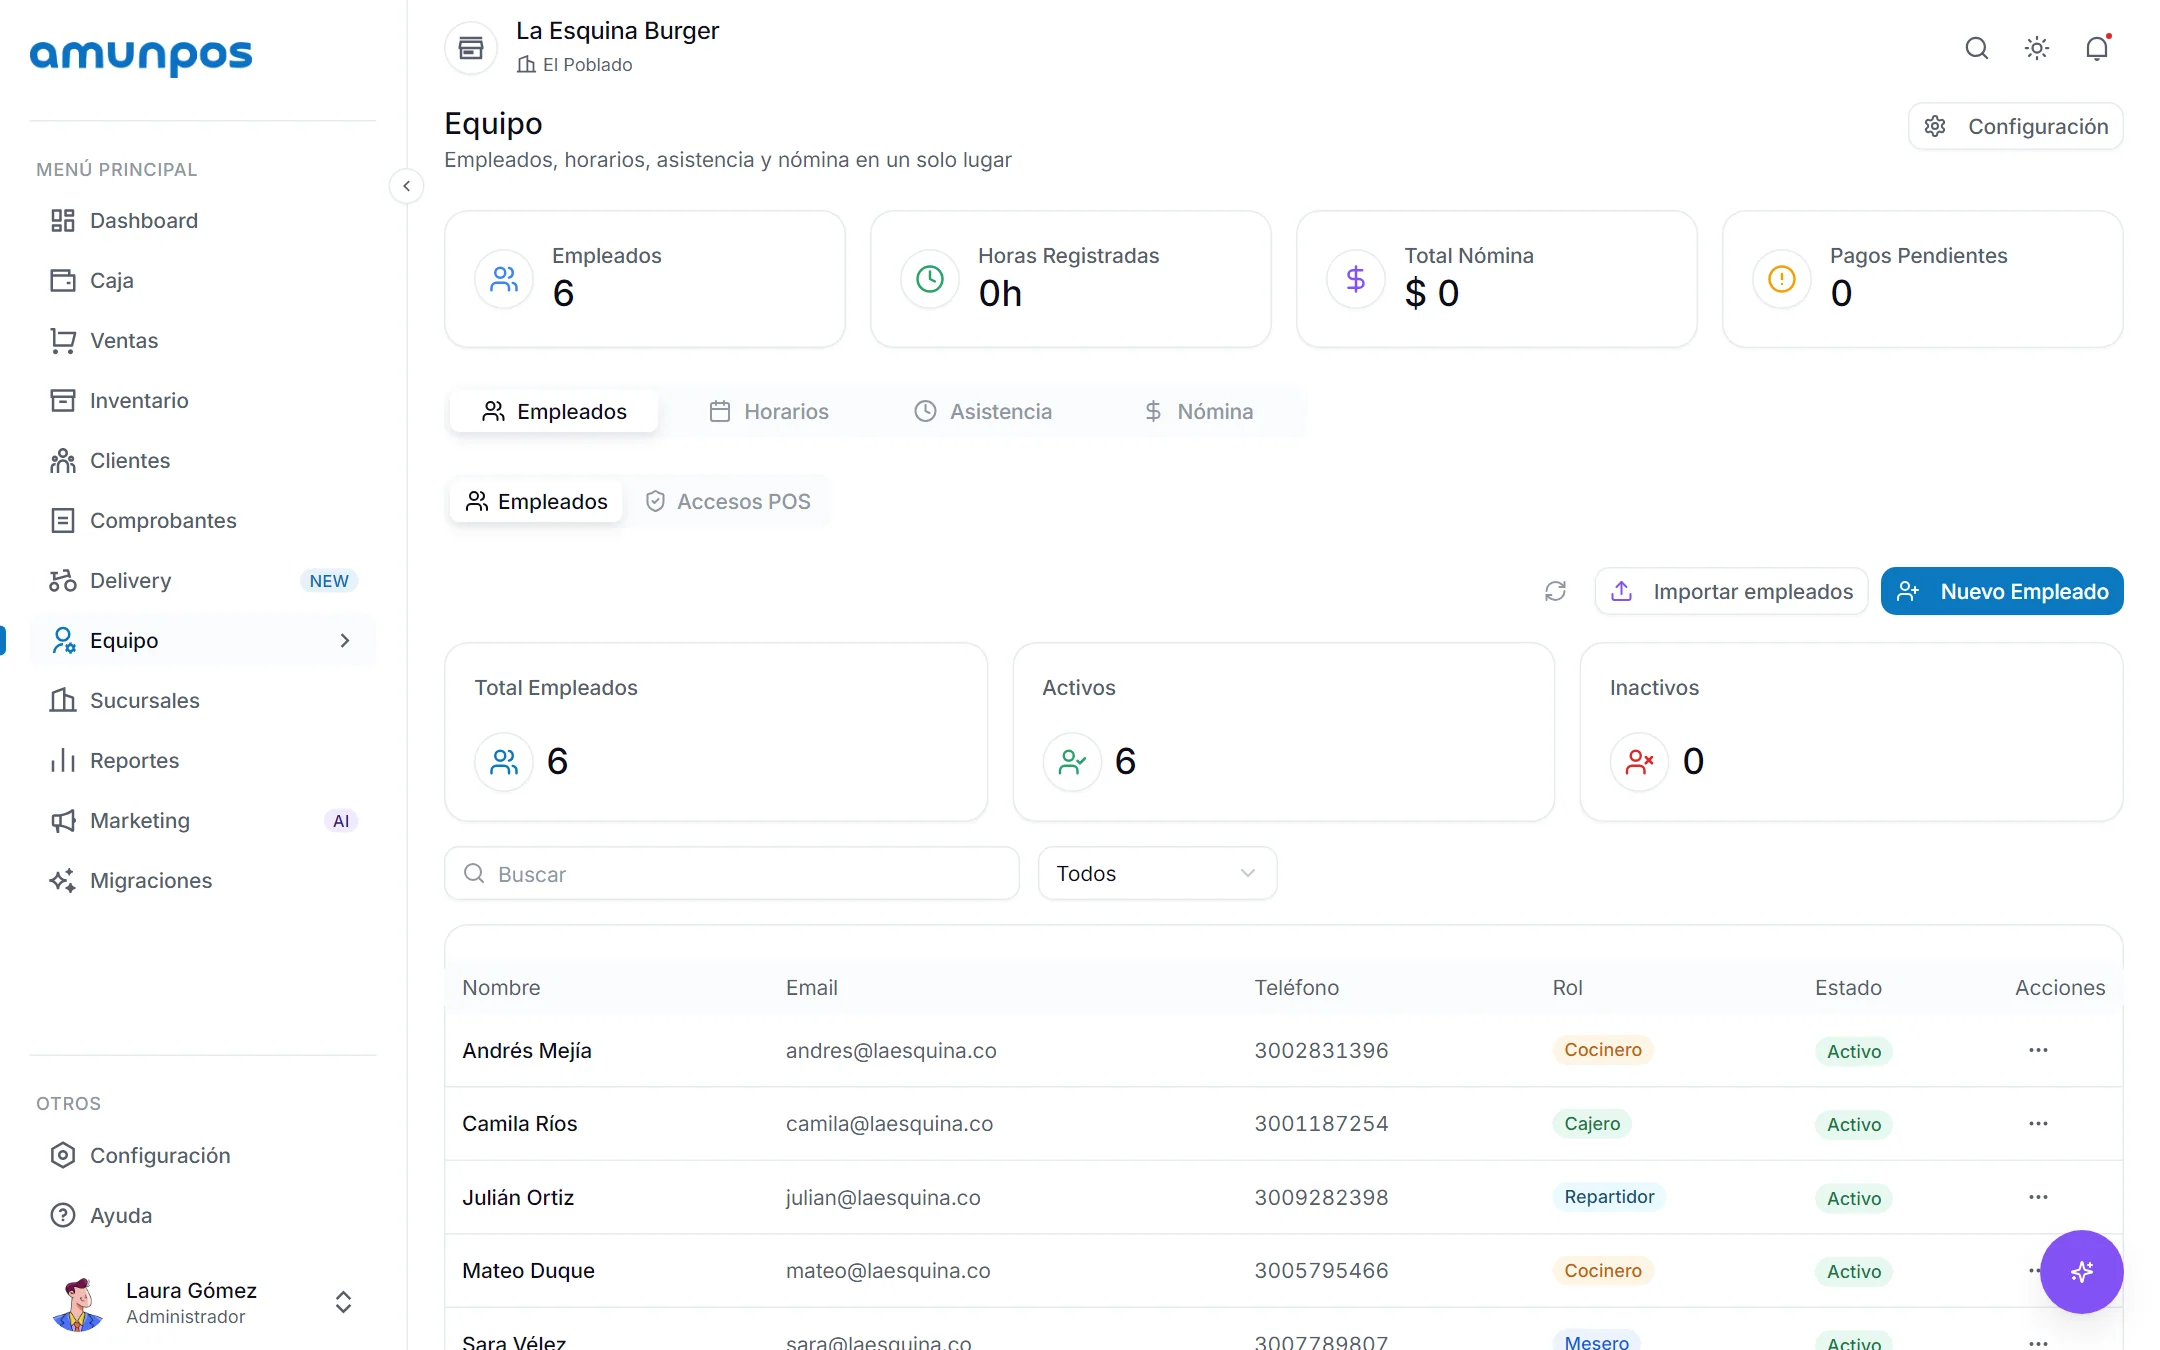 amunpos
MENÚ PRINCIPAL
Dashboard
Caja
Ventas
Inventario
Clientes
Comprobantes
Delivery NEW
Equipo
Sucursales
Reportes
Marketing AI
Migraciones
OTROS
Configuración
Ayuda
Laura Gómez
Administrador
La Esquina Burger
El Poblado
Equipo
Empleados, horarios, asistencia y nómina en un solo lugar
Configuración
Empleados
6
Horas Registradas
0h
Total Nómina
$ 0
Pagos Pendientes
0
Empleados Horarios Asistencia Nómina
Empleados Accesos POS
Importar empleados Nuevo Empleado
Total Empleados
6
Activos
6
Inactivos
0
Buscar Todos
Nombre Email Teléfono Rol Estado Acciones
Andrés Mejía andres@laesquina.co 3002831396 Cocinero Activo
Camila Ríos camila@laesquina.co 3001187254 Cajero Activo
Julián Ortiz julian@laesquina.co 3009282398 Repartidor Activo
Mateo Duque mateo@laesquina.co 3005795466 Cocinero Activo
Sara Vélez sara@laesquina.co 3007789807 Mesero Activo